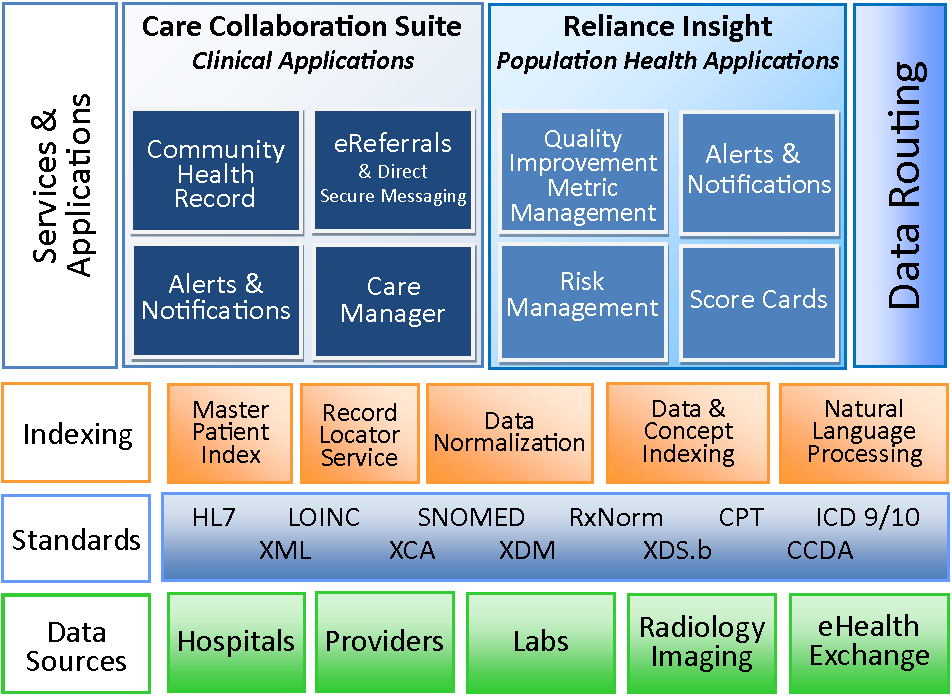 Services &
Applications
Care Collaboration Suite
Clinical Applications
Community
Health
Record
eReferrals
& Direct
Secure Messaging
Alerts &
Notifications
Care
Manager
Reliance Insight
Population Health Applications
Quality
Improvement
Metric
Management
Alerts &
Notifications
Risk
Management
Score Cards
Data Routing
Indexing
Master
Patient
Index
Record
Locator
Service
Data
Normalization
Data &
Concept
Indexing
Natural
Language
Processing
Standards
HL7 LOINC SNOMED RxNorm CPT ICD 9/10
XML XCA XDM XDS.b CCDA
Data
Sources
Hospitals
Providers
Labs
Radiology
Imaging
eHealth
Exchange